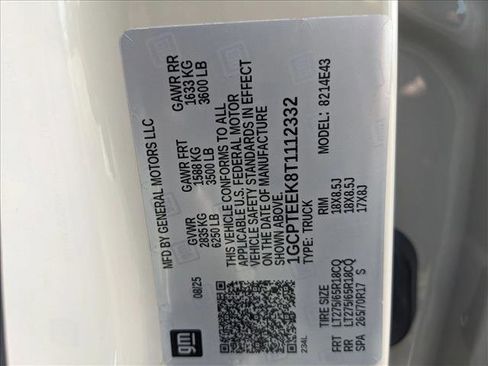 MFD BY GENERAL MOTORS LLC
08/25
GVWR
2835 KG
6250 LB
GAWR FRT
1588 KG
3500 LB
GAWR RR
1633 KG
3600 LB
THIS VEHICLE CONFORMS TO ALL
APPLICABLE U.S. FEDERAL MOTOR
VEHICLE SAFETY STANDARDS IN EFFECT
ON THE DATE OF MANUFACTURE
SHOWN ABOVE.
1GCPTEEK8T1112332
TYPE: TRUCK
MODEL: 8214E43
gm
234L
TIRE SIZE RIM
FRT LT275/65R18CQ 18X8.5J
RR LT275/65R18CQ 18X8.5J
SPA 265/70R17 S 17X8J